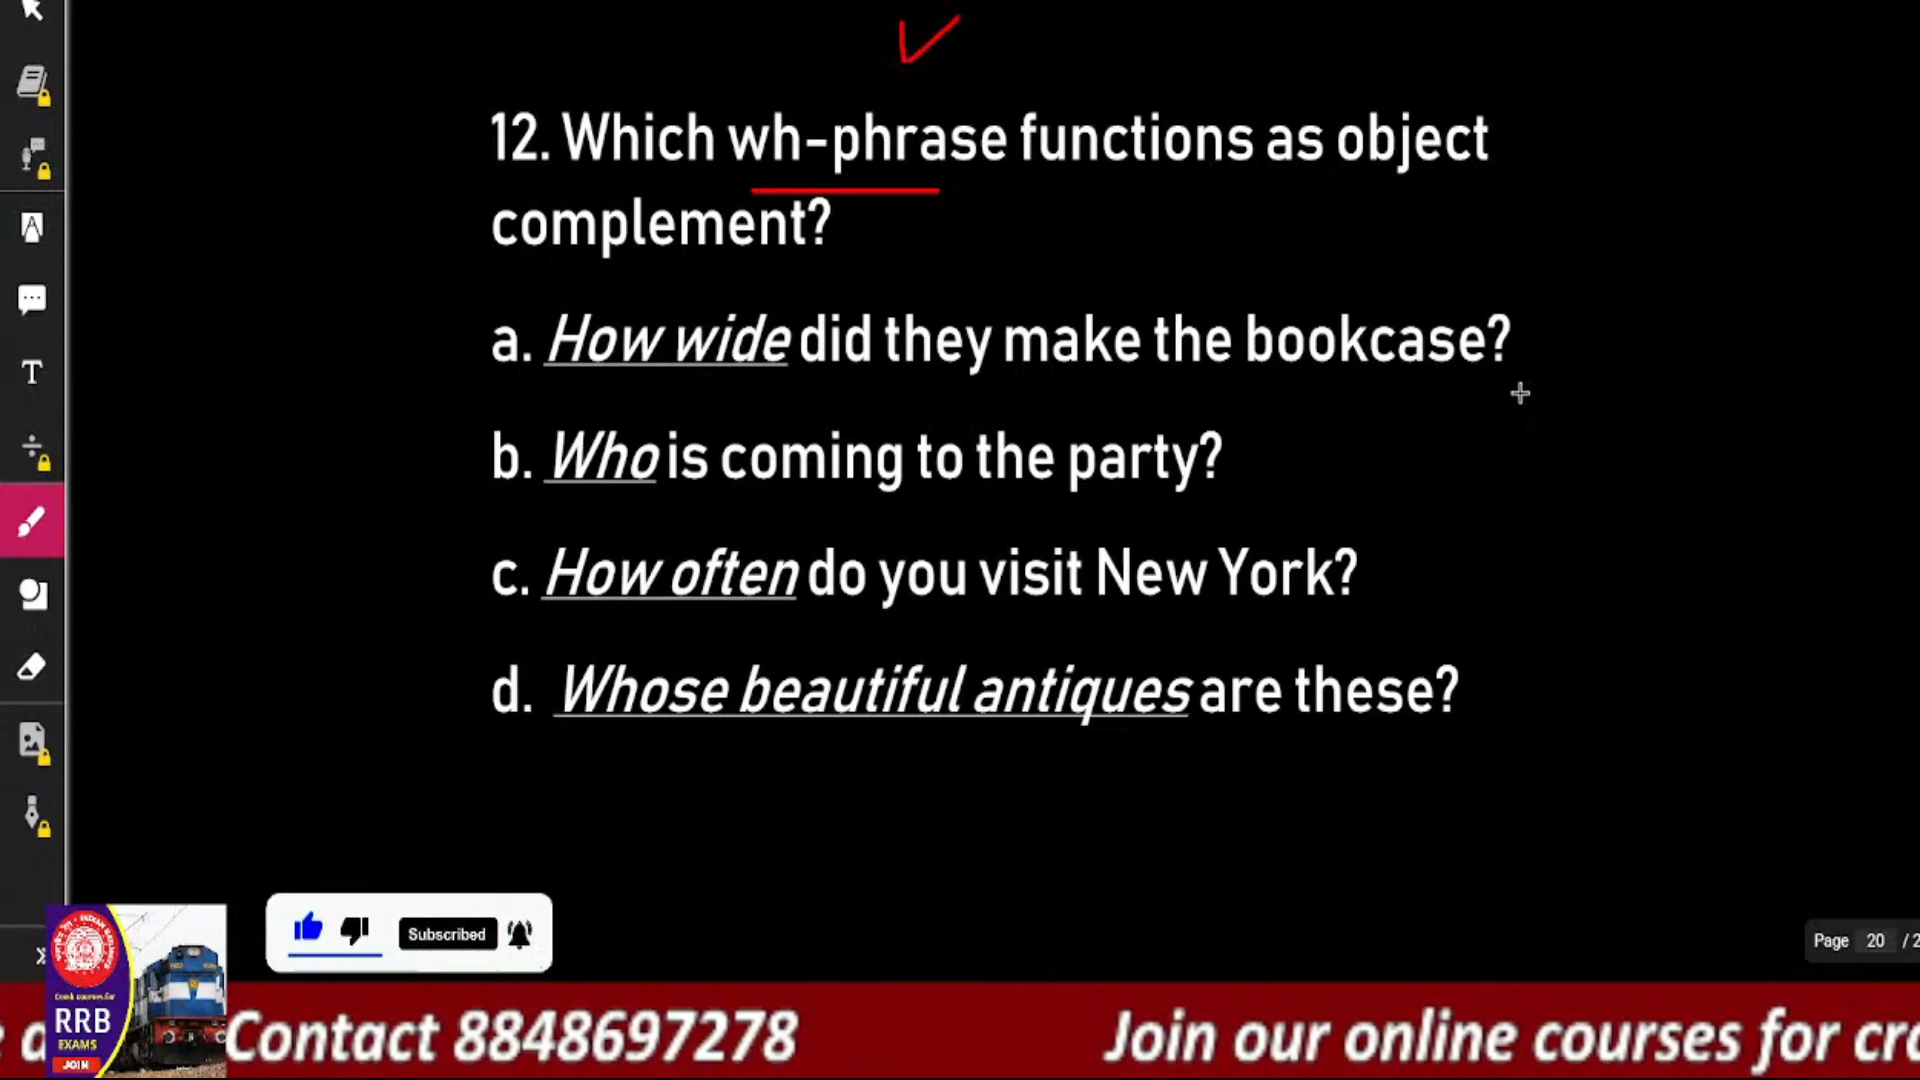 12. Which wh-phrase functions as object
complement?
a. How wide did they make the bookcase?
b. Who is coming to the party?
c. How often do you visit New York?
d. Whose beautiful antiques are these?
Subscribed
Page 20 / 2
RRB
EXAMS
JOIN
Contact 8848697278 Join our online courses for cr